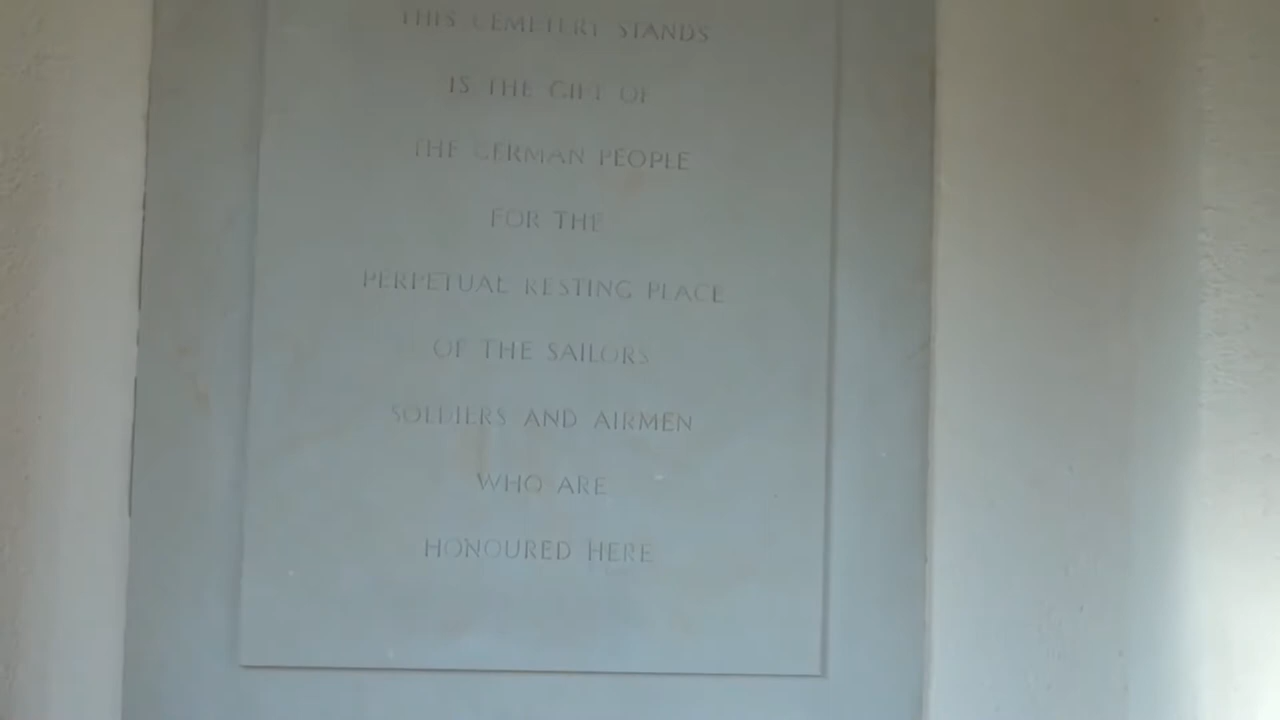 THIS CEMETERY STANDS
IS THE GIFT OF
THE GERMAN PEOPLE
FOR THE
PERPETUAL RESTING PLACE
OF THE SAILORS
SOLDIERS AND AIRMEN
WHO ARE
HONOURED HERE